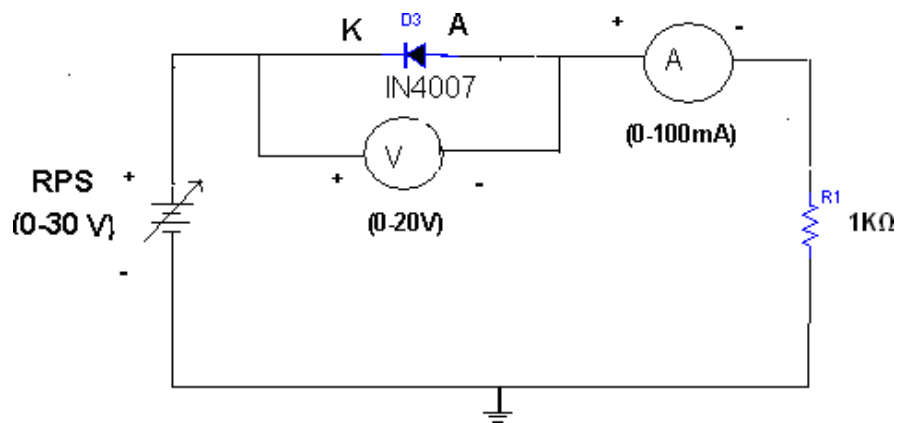 K
D3
A
IN4007
+
-
A
(0-100mA)
V
+
-
(0-20V)
RPS
+
(0-30 V)
-
R1
1KΩ